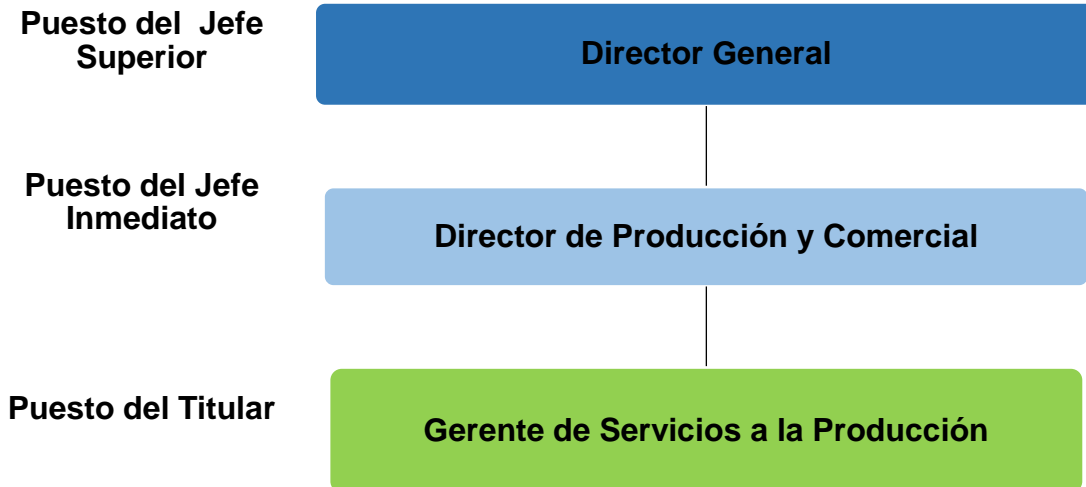 Puesto del Jefe
Superior
Director General
Puesto del Jefe
Inmediato
Director de Producción y Comercial
Puesto del Titular
Gerente de Servicios a la Producción